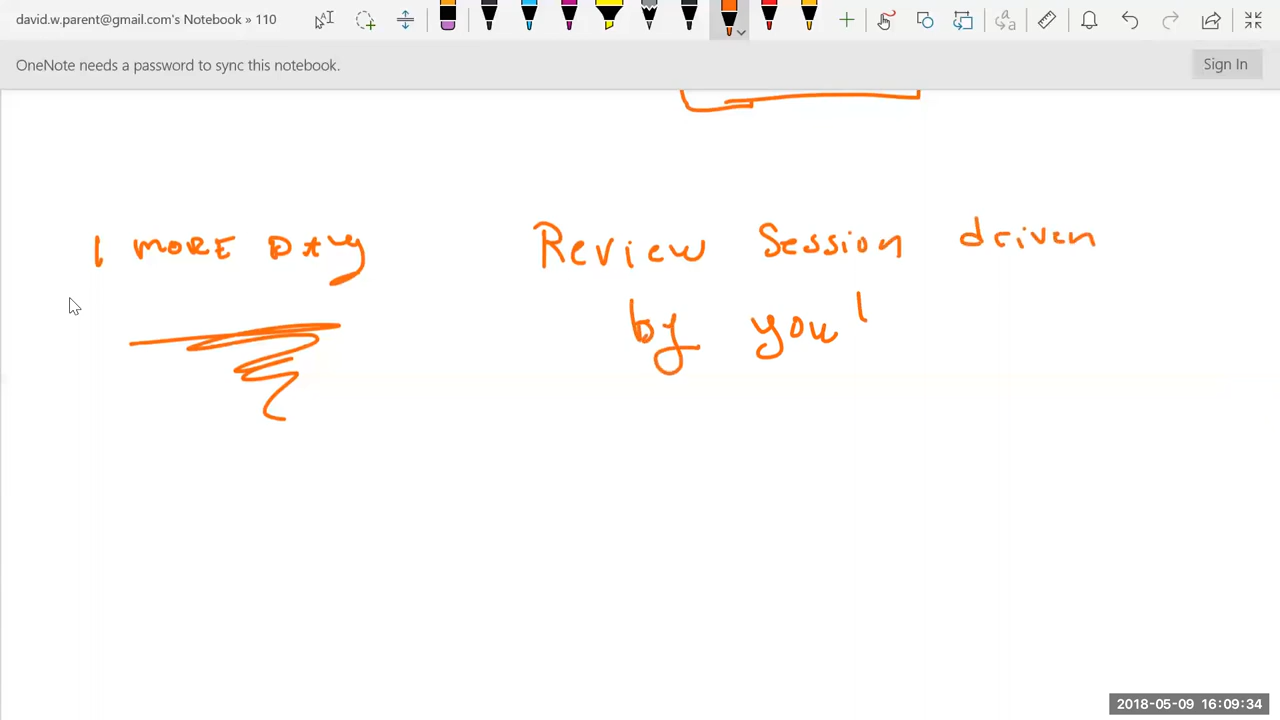 david.w.parent@gmail.com's Notebook » 110
OneNote needs a password to sync this notebook.
Sign In
1 MORE DAy
Review Session driven
by you!
2018-05-09 16:09:34